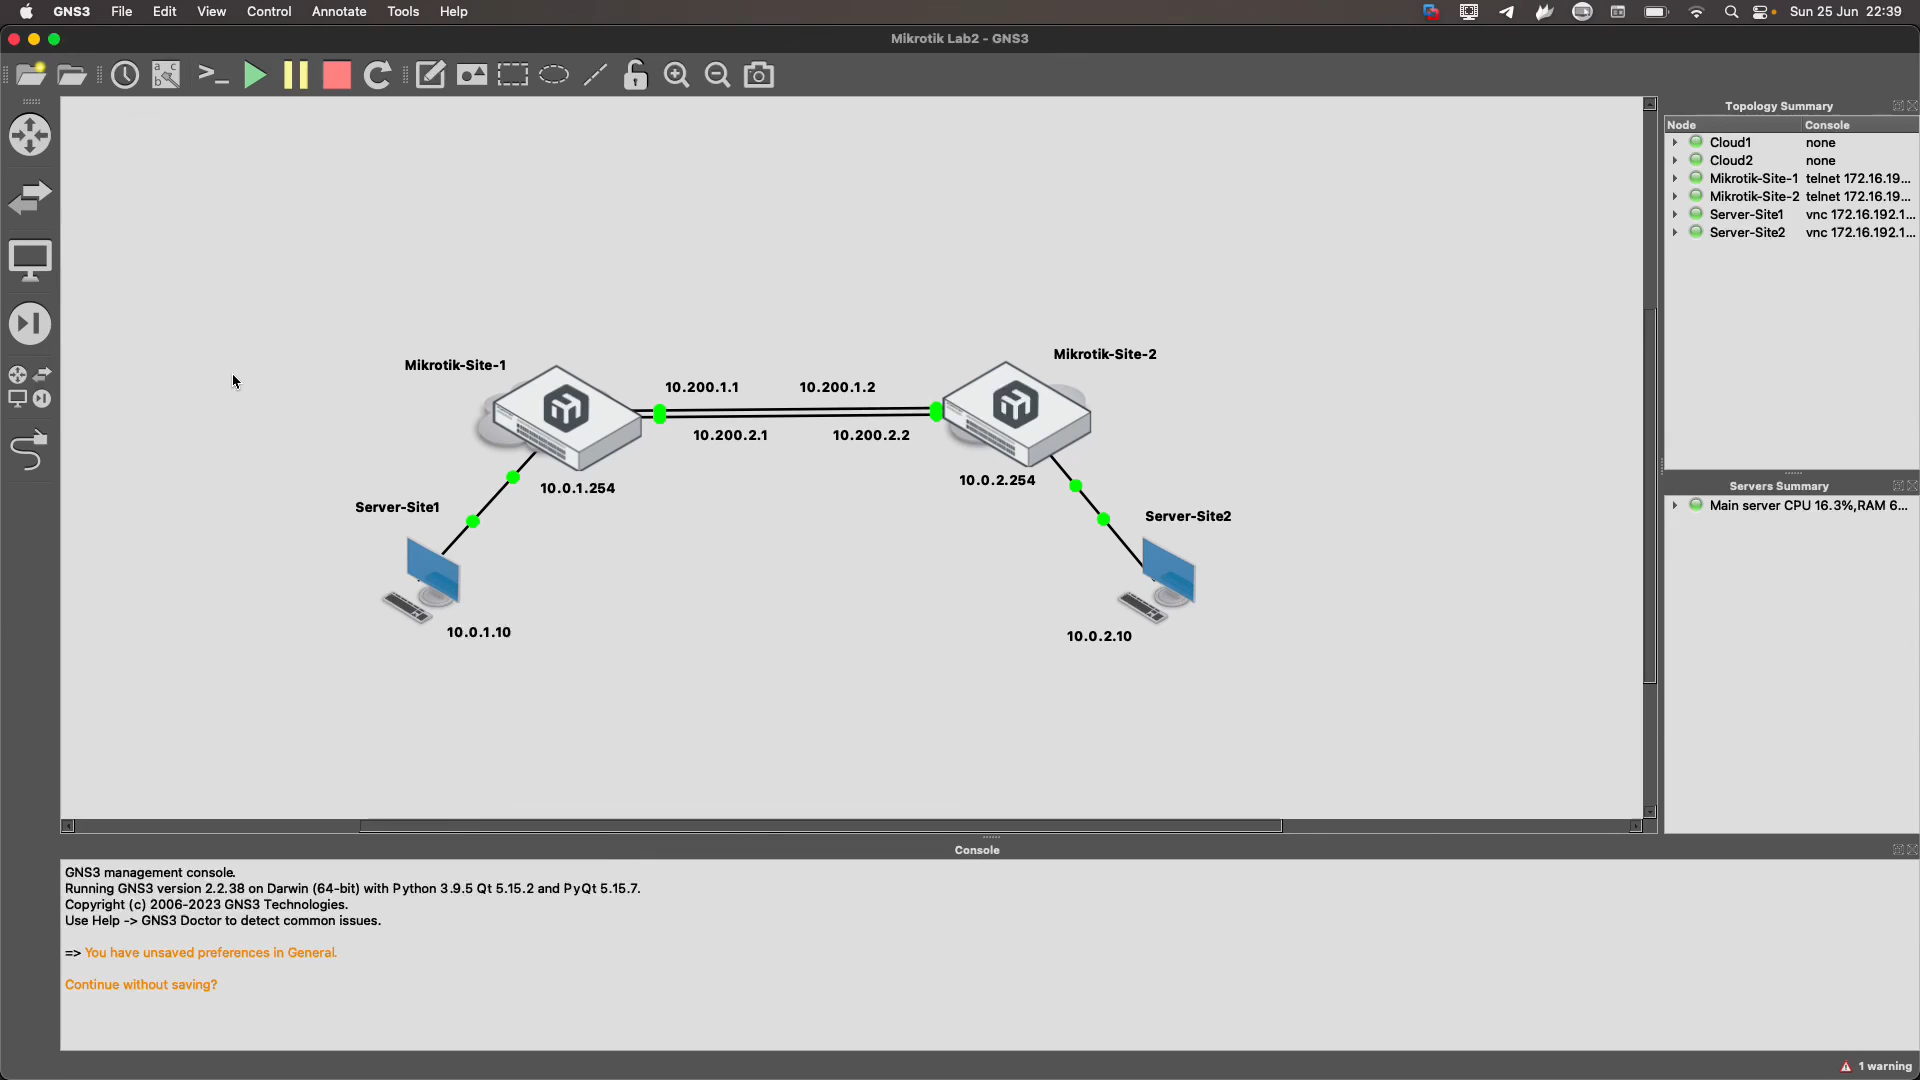 GNS3 File Edit View Control Annotate Tools Help Sun 25 Jun 22:39
Mikrotik Lab2 - GNS3
Topology Summary
Node Console
Cloud1 none
Cloud2 none
Mikrotik-Site-1 telnet 172.16.19...
Mikrotik-Site-2 telnet 172.16.19...
Server-Site1 vnc 172.16.192.1...
Server-Site2 vnc 172.16.192.1...
Mikrotik-Site-1
Mikrotik-Site-2
10.200.1.1 10.200.1.2
10.200.2.1 10.200.2.2
10.0.1.254
10.0.2.254
Server-Site1
Server-Site2
10.0.1.10
10.0.2.10
Servers Summary
Main server CPU 16.3%,RAM 6...
Console
GNS3 management console.
Running GNS3 version 2.2.38 on Darwin (64-bit) with Python 3.9.5 Qt 5.15.2 and PyQt 5.15.7.
Copyright (c) 2006-2023 GNS3 Technologies.
Use Help -> GNS3 Doctor to detect common issues.
=> You have unsaved preferences in General.
Continue without saving?
1 warning